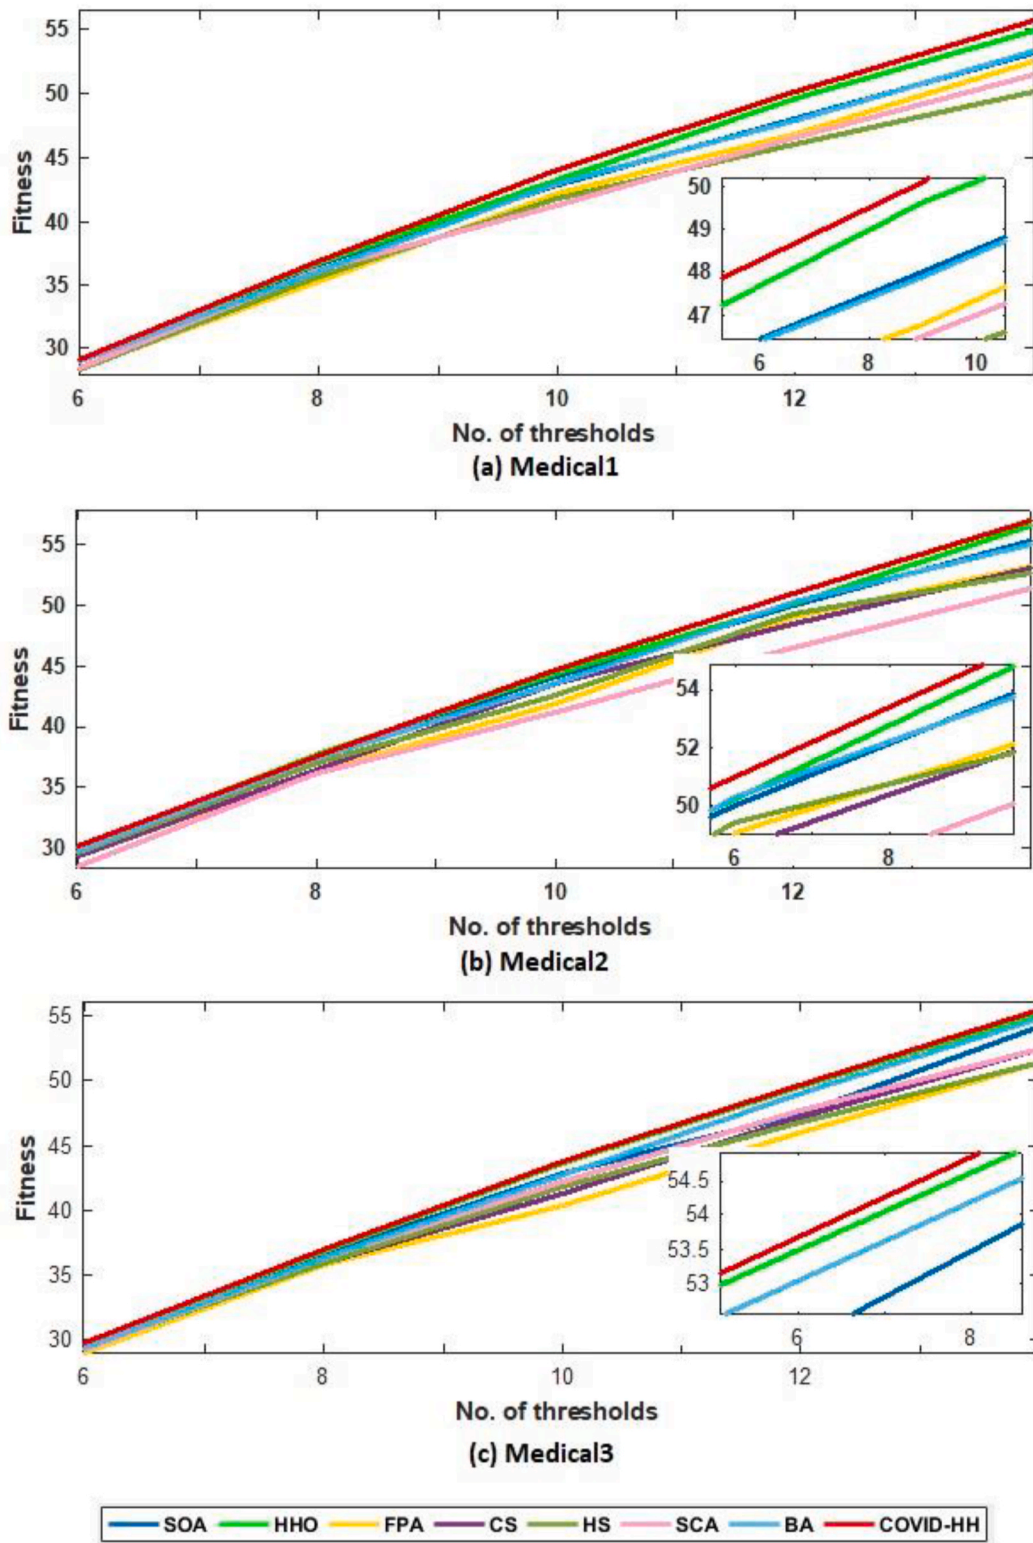 55
50
45
40
35
30
Fitness
50
49
48
47
6 8 10
6 8 10 12
No. of thresholds
(a) Medical1
55
50
45
40
35
30
Fitness
54
52
50
6 8
6 8 10 12
No. of thresholds
(b) Medical2
55
50
45
40
35
30
Fitness
54.5
54
53.5
53
6 8
6 8 10 12
No. of thresholds
(c) Medical3
SOA HHO FPA CS HS SCA BA COVID-HH